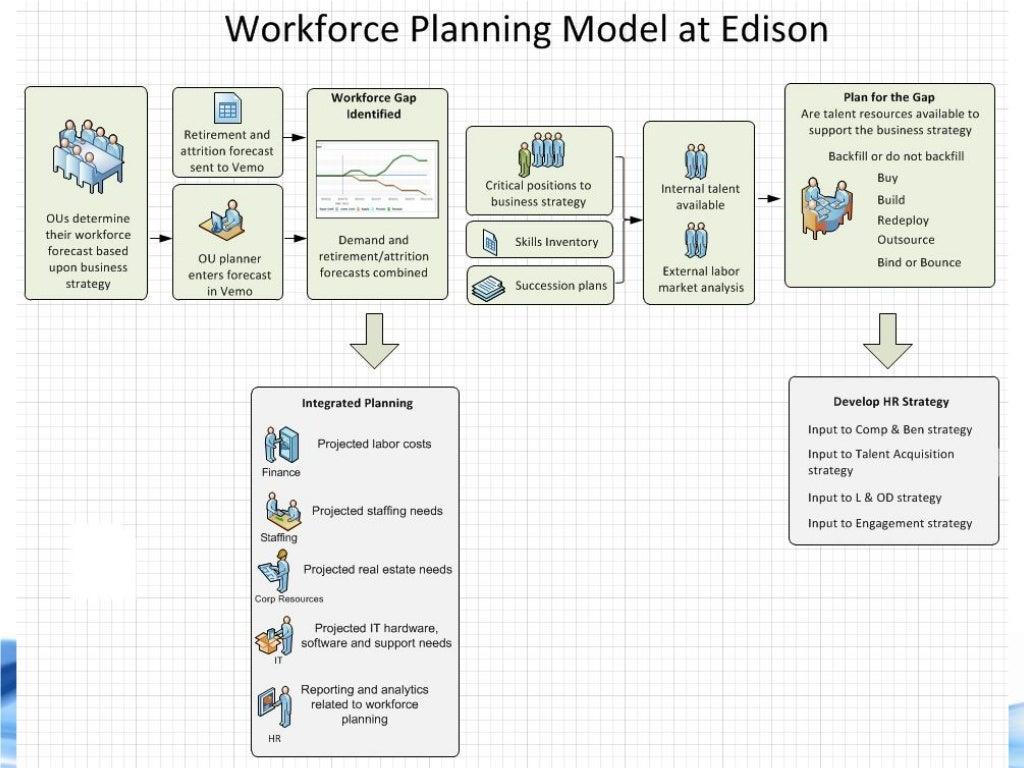 Workforce Planning Model at Edison
OUs determine
their workforce
forecast based
upon business
strategy
Retirement and
attrition forecast
sent to Vemo
OU planner
enters forecast
in Vemo
Workforce Gap
Identified
Demand and
retirement/attrition
forecasts combined
Critical positions to
business strategy
Skills Inventory
Succession plans
Internal talent
available
External labor
market analysis
Plan for the Gap
Are talent resources available to
support the business strategy
Backfill or do not backfill
Buy
Build
Redeploy
Outsource
Bind or Bounce
Integrated Planning
Projected labor costs
Finance
Projected staffing needs
Staffing
Projected real estate needs
Corp Resources
Projected IT hardware,
software and support needs
IT
Reporting and analytics
related to workforce
planning
HR
Develop HR Strategy
Input to Comp & Ben strategy
Input to Talent Acquisition
strategy
Input to L & OD strategy
Input to Engagement strategy